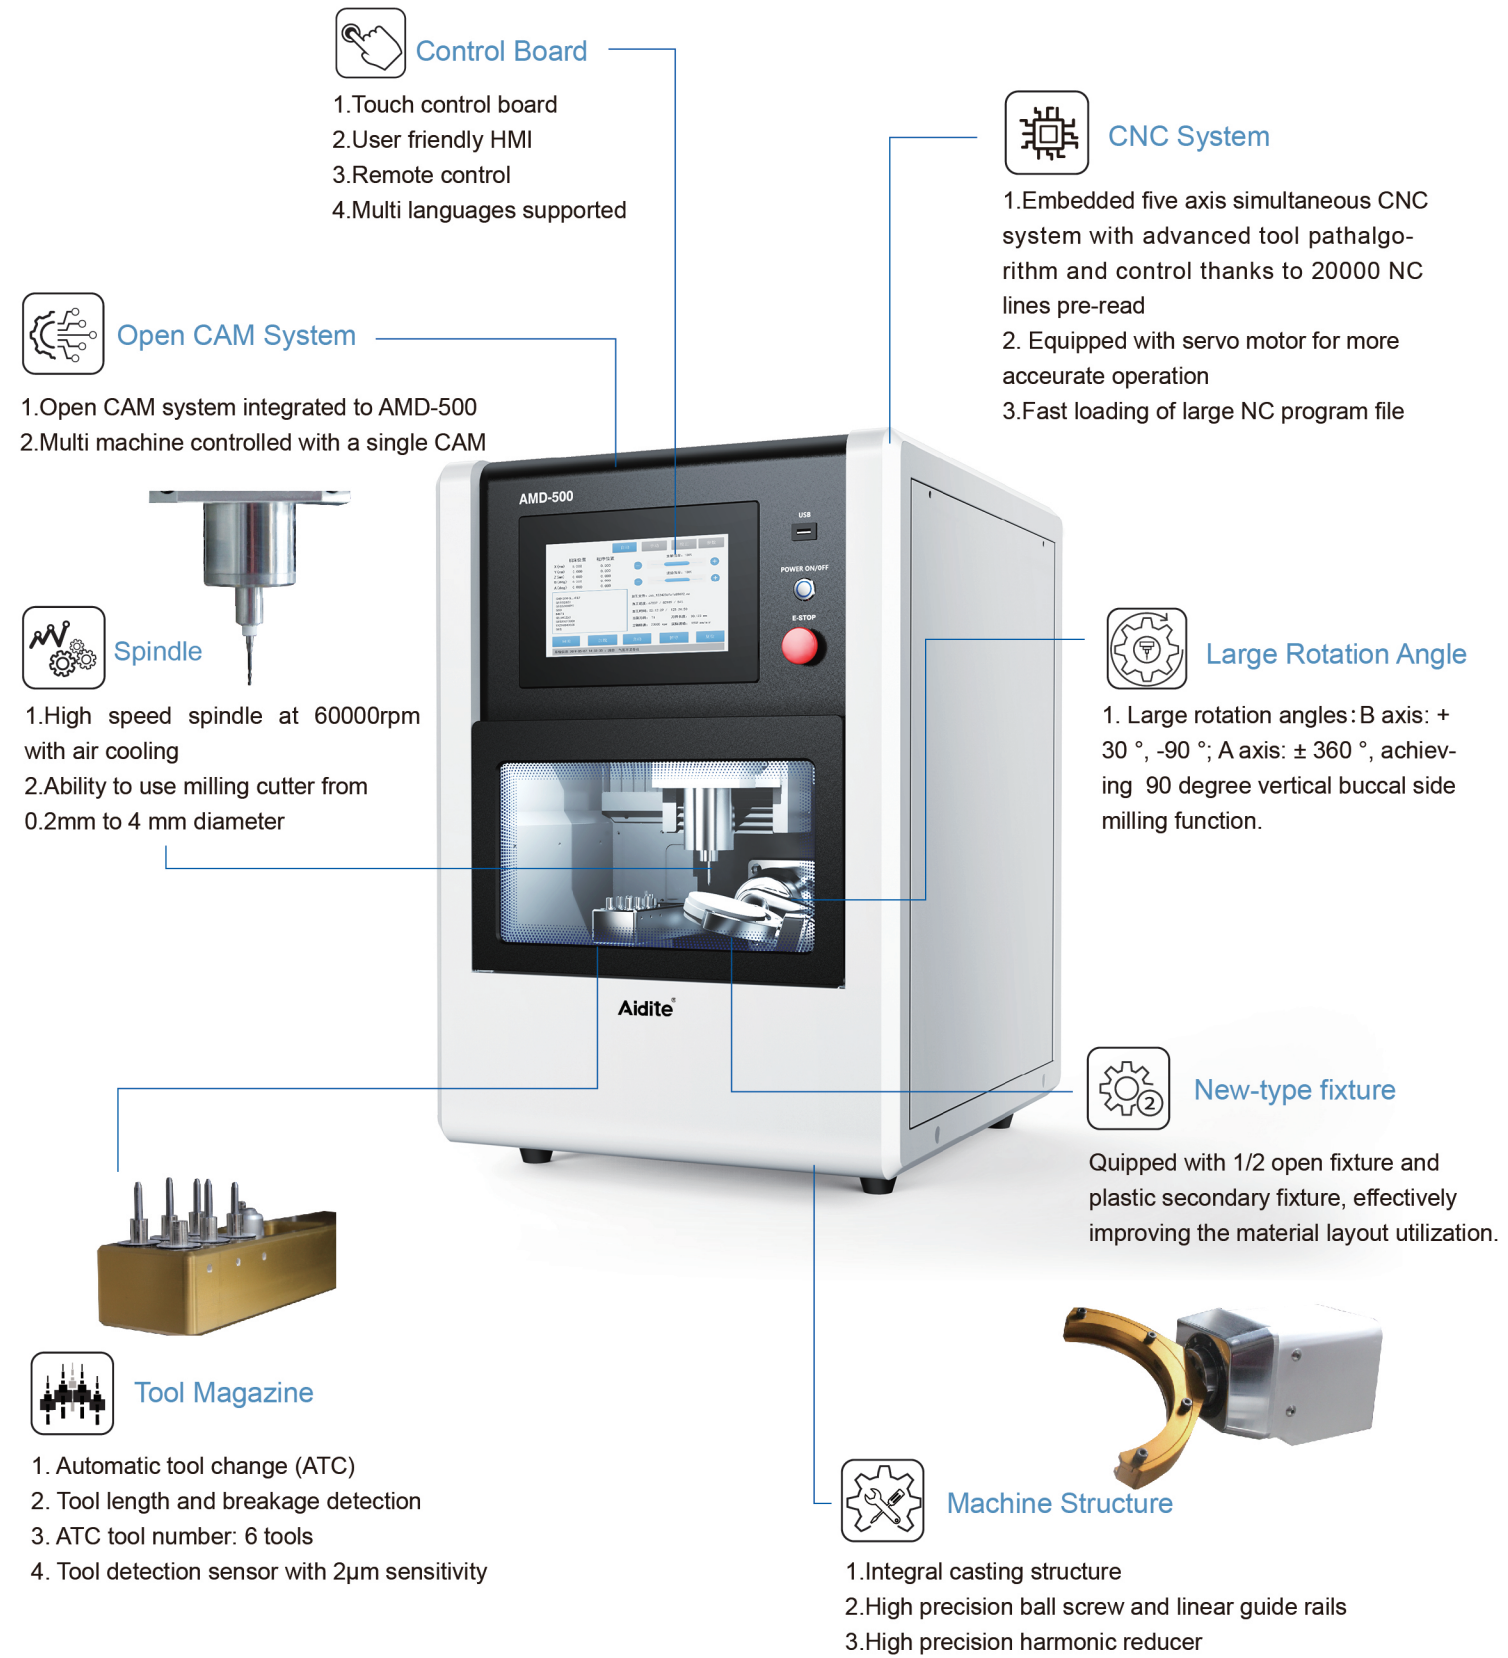 Control Board
1.Touch control board
2.User friendly HMI
3.Remote control
4.Multi languages supported
CNC System
1.Embedded five axis simultaneous CNC
system with advanced tool pathalgo-
rithm and control thanks to 20000 NC
lines pre-read
2. Equipped with servo motor for more
acceurate operation
3.Fast loading of large NC program file
Open CAM System
1.Open CAM system integrated to AMD-500
2.Multi machine controlled with a single CAM
AMD-500
USB
POWER ON/OFF
E-STOP
Spindle
1.High speed spindle at 60000rpm
with air cooling
2.Ability to use milling cutter from
0.2mm to 4 mm diameter
Large Rotation Angle
1. Large rotation angles:B axis: +
30 °, -90 °; A axis: ± 360 °, achiev-
ing 90 degree vertical buccal side
milling function.
Aidite®
New-type fixture
2
Quipped with 1/2 open fixture and
plastic secondary fixture, effectively
improving the material layout utilization.
Tool Magazine
1. Automatic tool change (ATC)
2. Tool length and breakage detection
3. ATC tool number: 6 tools
4. Tool detection sensor with 2μm sensitivity
Machine Structure
1.Integral casting structure
2.High precision ball screw and linear guide rails
3.High precision harmonic reducer